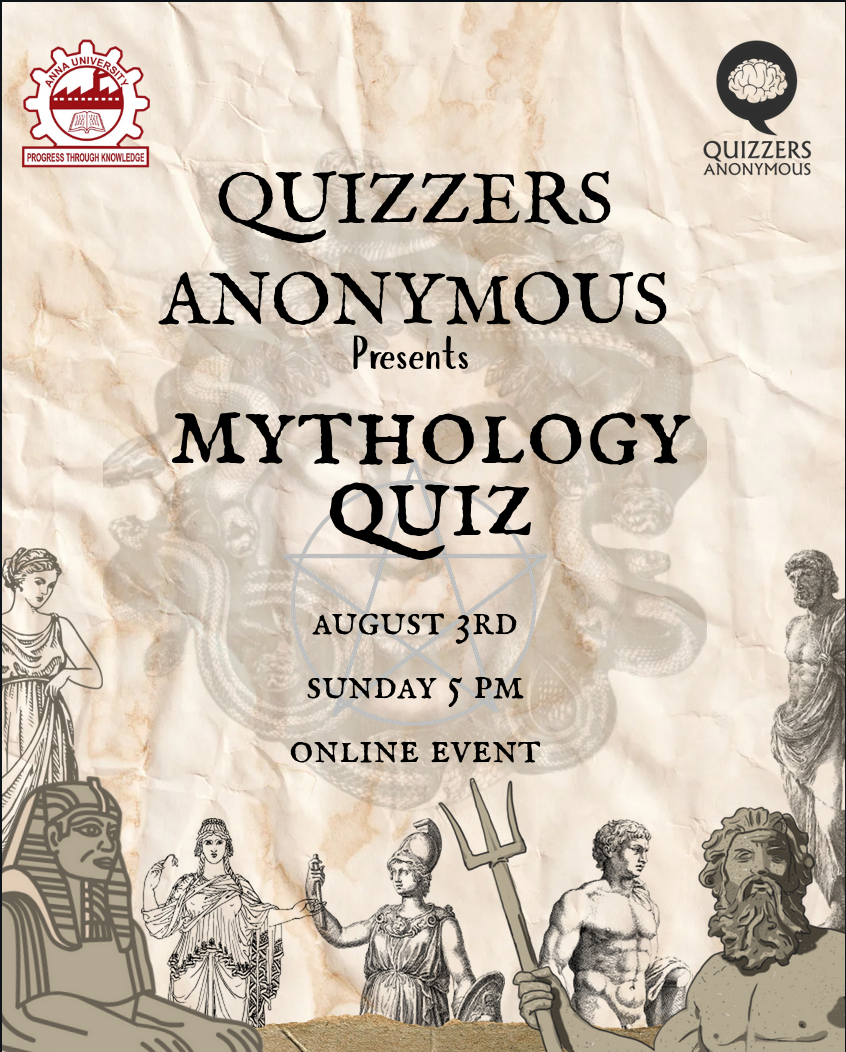 ANNA UNIVERSITY
PROGRESS THROUGH KNOWLEDGE
QUIZZERS
ANONYMOUS
QUIZZERS
ANONYMOUS
Presents
MYTHOLOGY
QUIZ
AUGUST 3RD
SUNDAY 5 PM
ONLINE EVENT